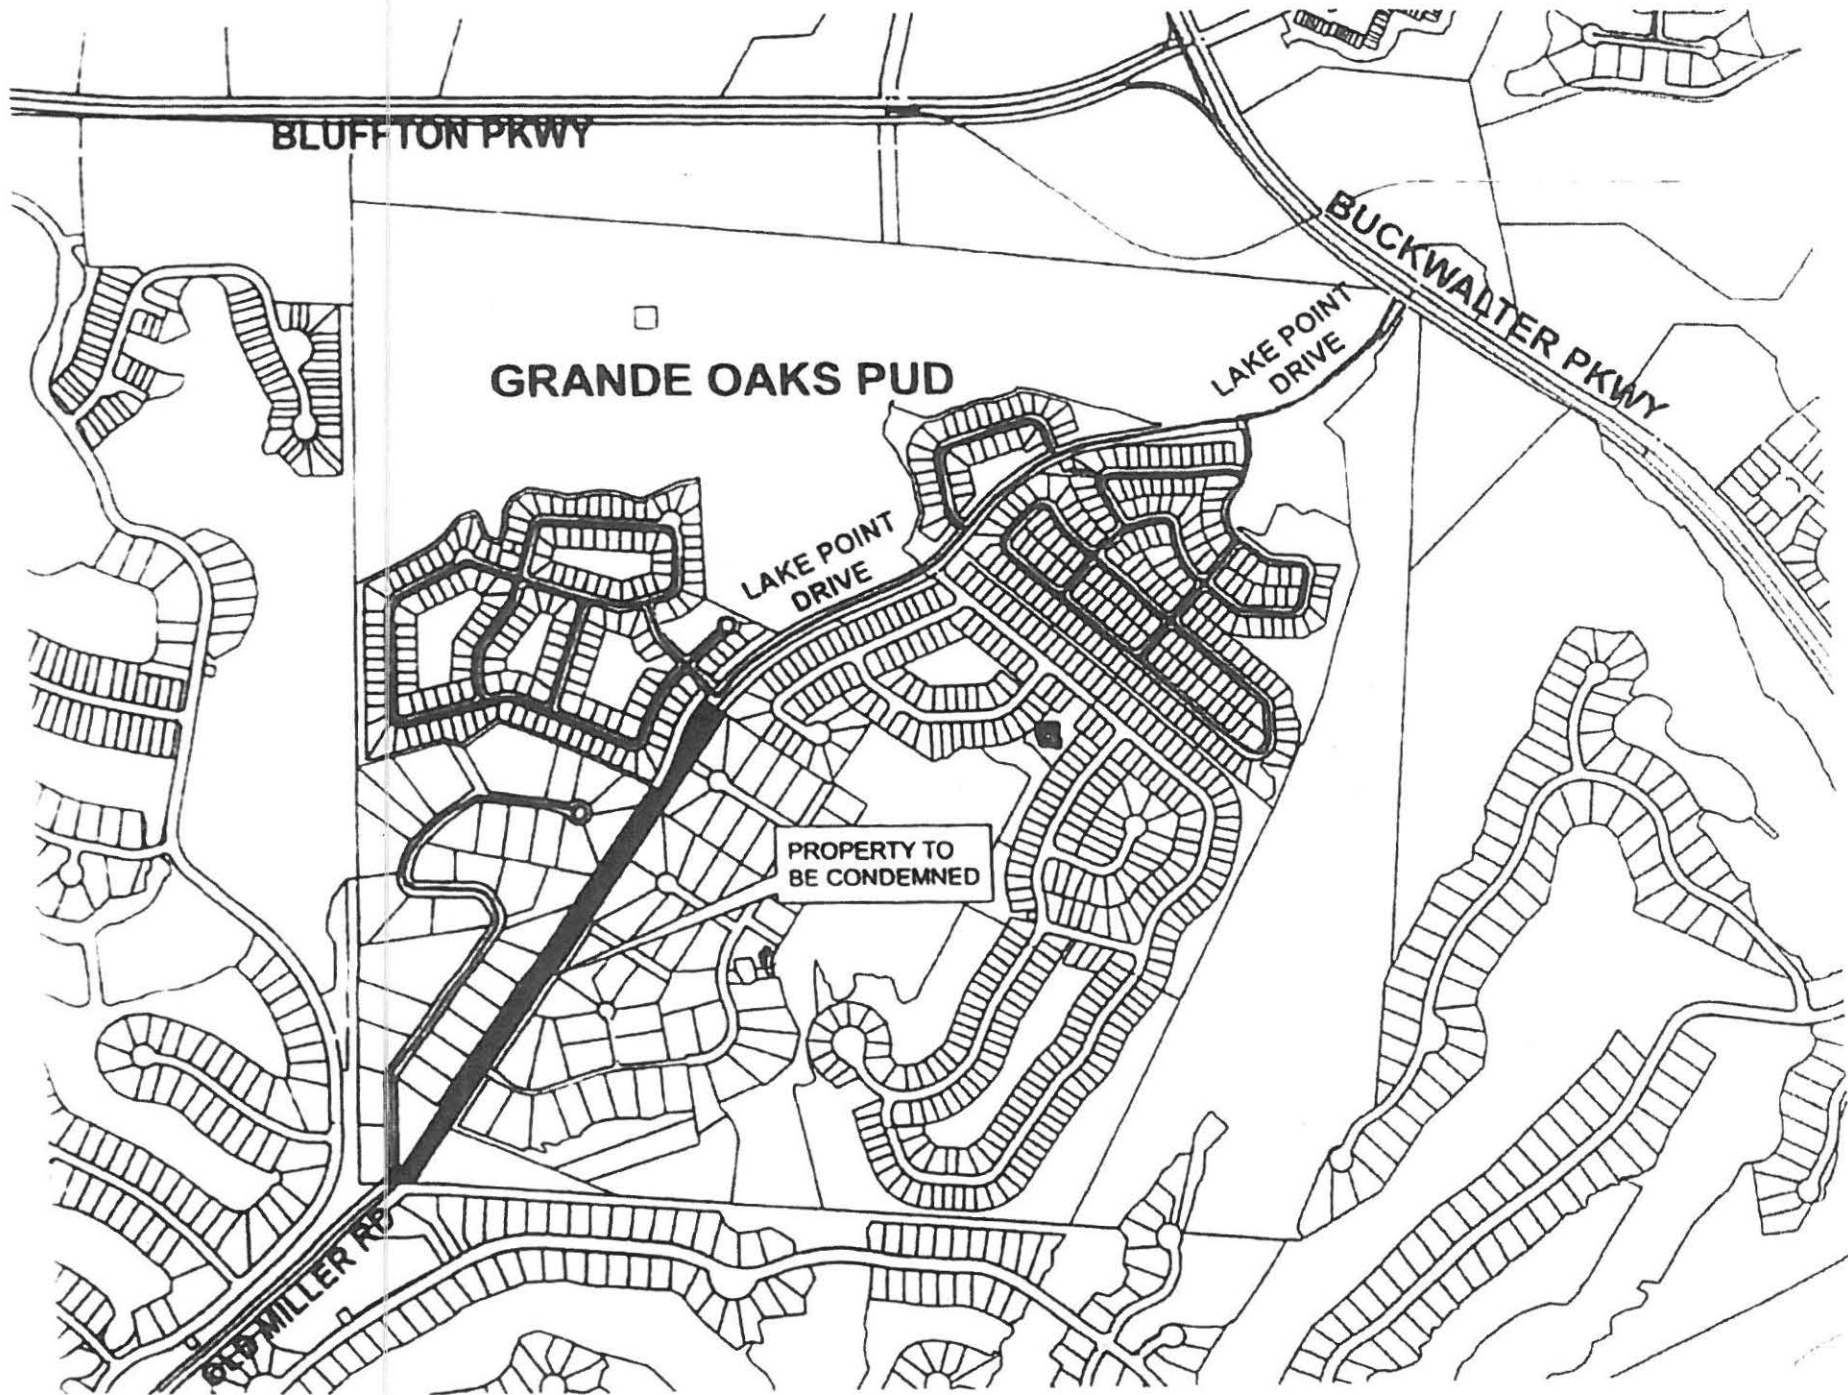 BLUFFTON PKWY
BUCKWALTER PKWY
LAKE POINT
DRIVE
GRANDE OAKS PUD
LAKE POINT
DRIVE
PROPERTY TO
BE CONDEMNED
OLD MILLER RD